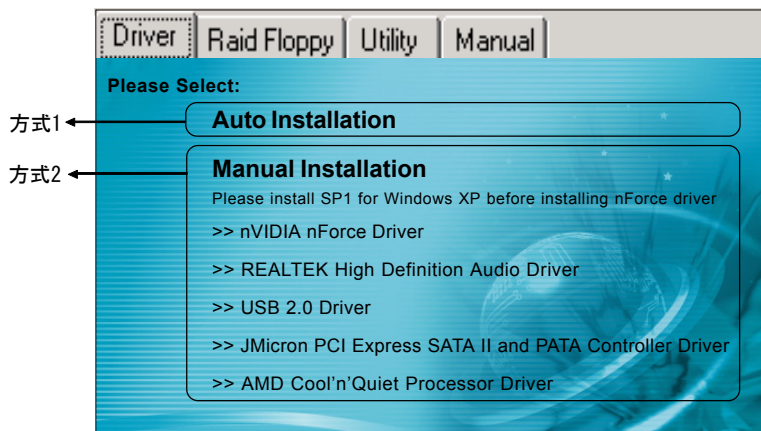 Driver Raid Floppy Utility Manual
Please Select:
方式1
Auto Installation
方式2
Manual Installation
Please install SP1 for Windows XP before installing nForce driver
>> nVIDIA nForce Driver
>> REALTEK High Definition Audio Driver
>> USB 2.0 Driver
>> JMicron PCI Express SATA II and PATA Controller Driver
>> AMD Cool’n’Quiet Processor Driver